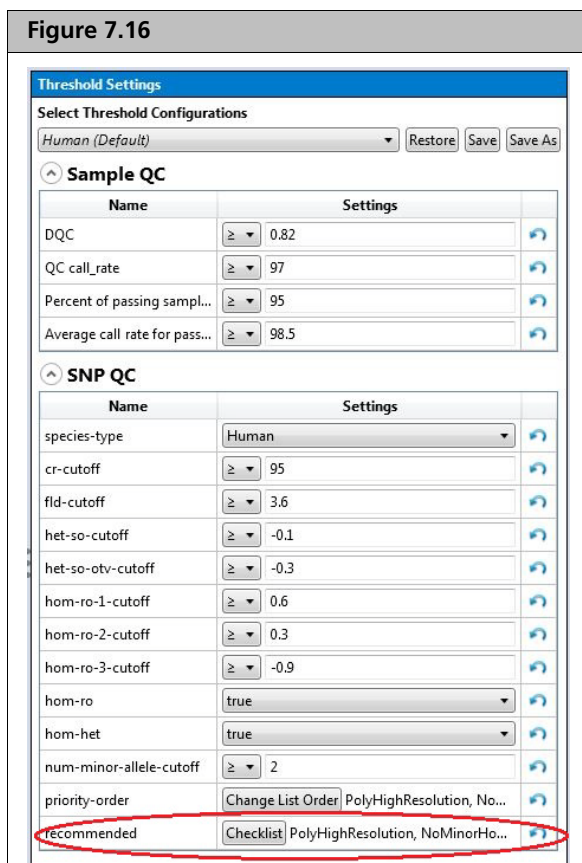 Figure 7.16
Threshold Settings
Select Threshold Configurations
Human (Default) Restore Save Save As
Sample QC
Name Settings
DQC ≥ 0.82
QC call_rate ≥ 97
Percent of passing sampl... ≥ 95
Average call rate for pass... ≥ 98.5
SNP QC
Name Settings
species-type Human
cr-cutoff ≥ 95
fld-cutoff ≥ 3.6
het-so-cutoff ≥ -0.1
het-so-otv-cutoff ≥ -0.3
hom-ro-1-cutoff ≥ 0.6
hom-ro-2-cutoff ≥ 0.3
hom-ro-3-cutoff ≥ -0.9
hom-ro true
hom-het true
num-minor-allele-cutoff ≥ 2
priority-order Change List Order PolyHighResolution, No...
recommended Checklist PolyHighResolution, NoMinorHo...